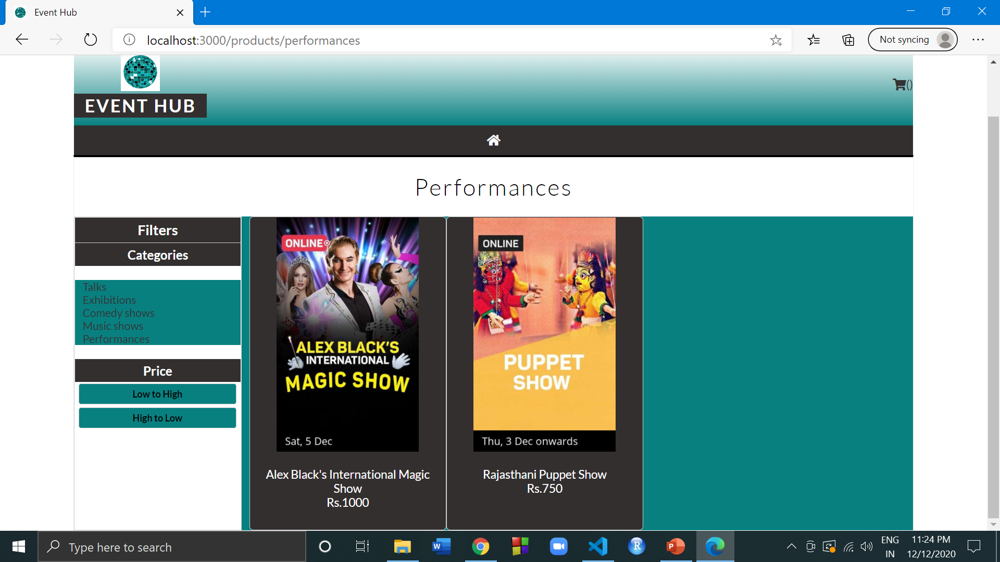 Event Hub
localhost:3000/products/performances
Not syncing
()
EVENT HUB
Performances
Filters
Categories
Talks
Exhibitions
Comedy shows
Music shows
Performances
Price
Low to High
High to Low
ONLINE
ALEX BLACK'S
INTERNATIONAL
MAGIC SHOW
Sat, 5 Dec
Alex Black's International Magic
Show
Rs.1000
ONLINE
PUPPET
SHOW
Thu, 3 Dec onwards
Rajasthani Puppet Show
Rs.750
Type here to search
W
R
P
ENG
IN
11:24 PM
12/12/2020